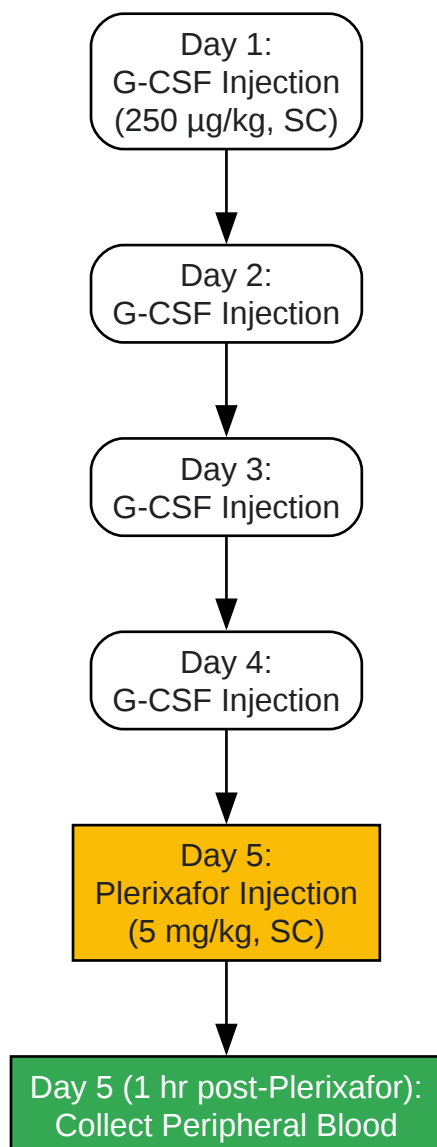 Day 1:
G-CSF Injection
(250 µg/kg, SC)
Day 2:
G-CSF Injection
Day 3:
G-CSF Injection
Day 4:
G-CSF Injection
Day 5:
Plerixafor Injection
(5 mg/kg, SC)
Day 5 (1 hr post-Plerixafor):
Collect Peripheral Blood